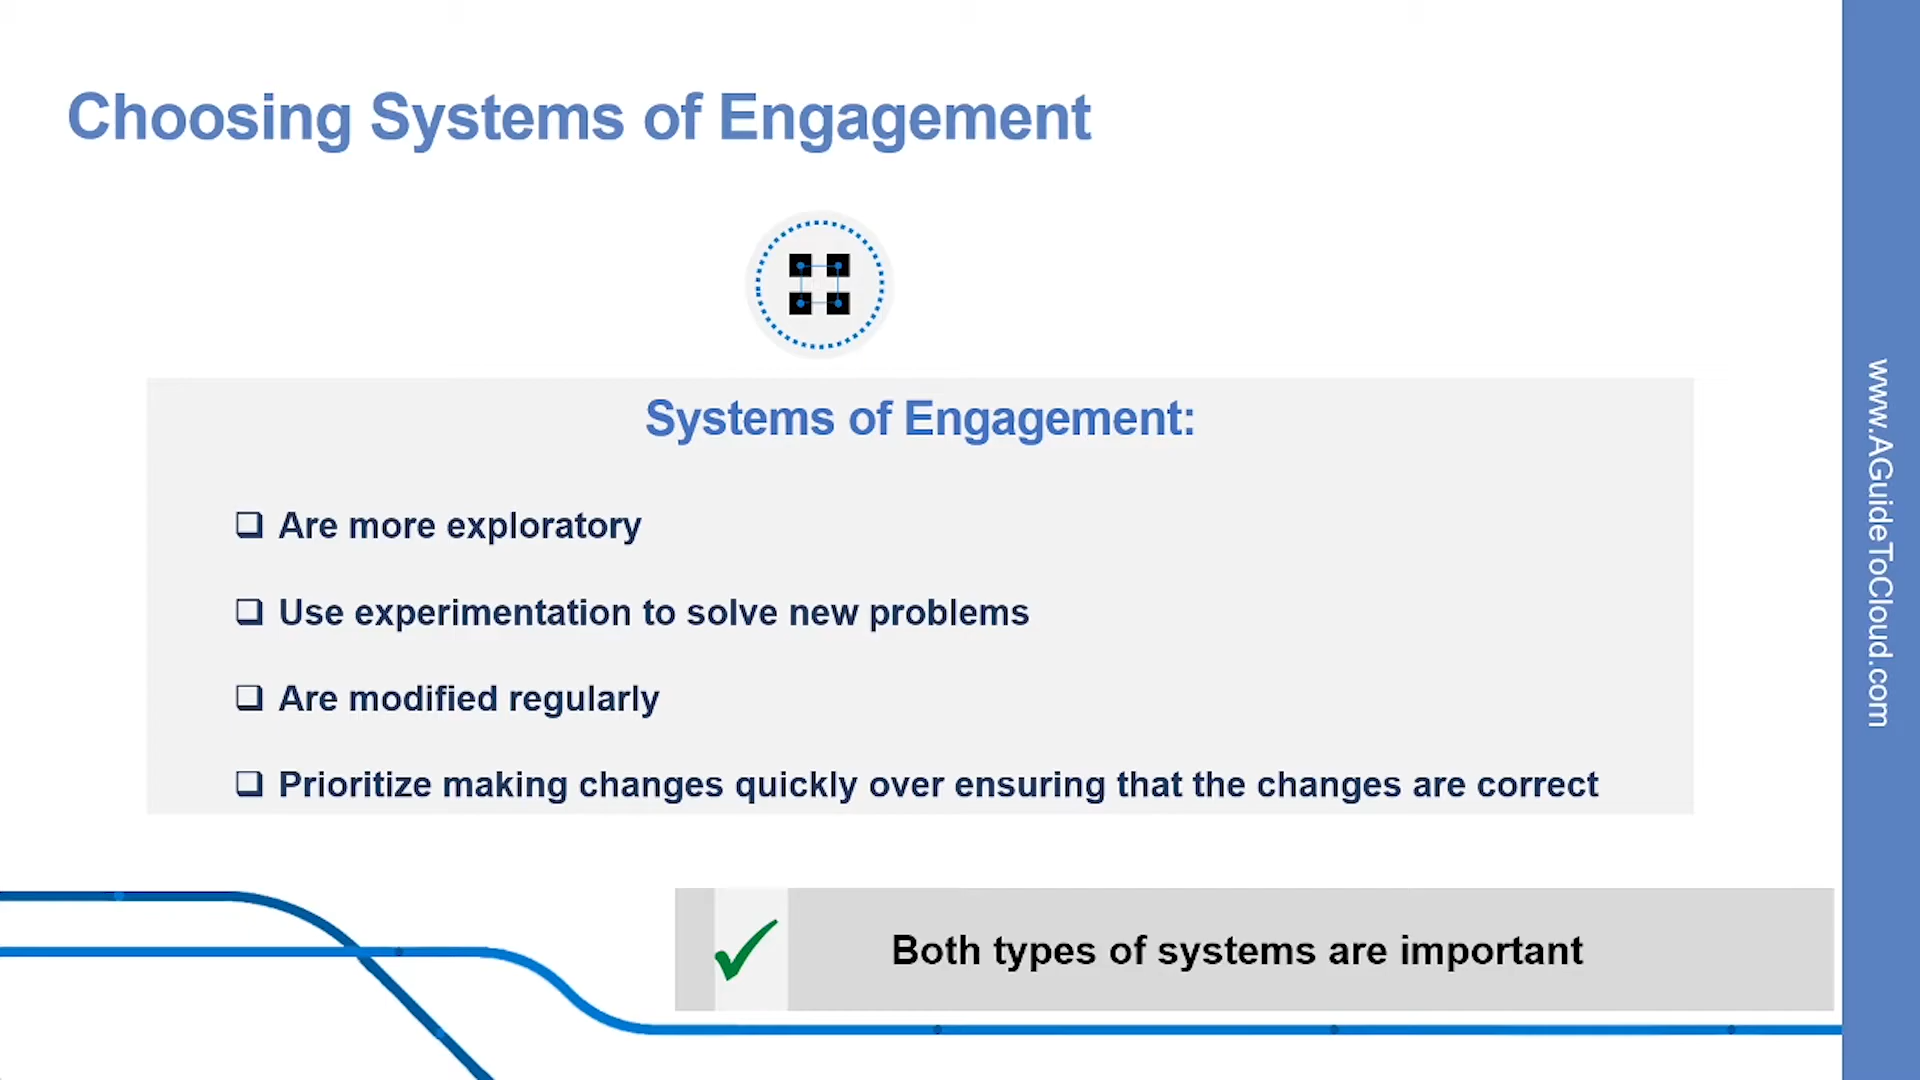 Choosing Systems of Engagement
Systems of Engagement:
Are more exploratory
Use experimentation to solve new problems
Are modified regularly
Prioritize making changes quickly over ensuring that the changes are correct
Both types of systems are important
www.AGuideToCloud.com